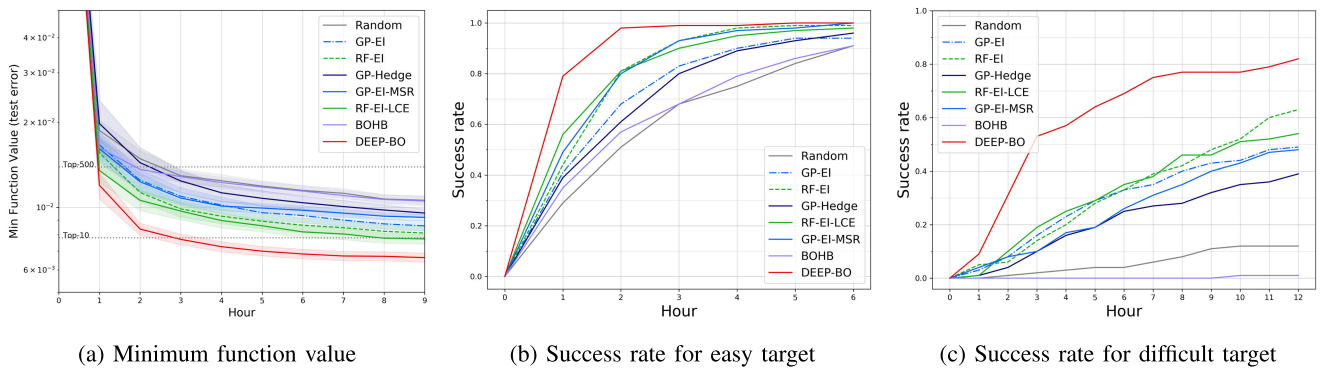 Min Function Value (test error)
4 × 10⁻²
3 × 10⁻²
2 × 10⁻²
10⁻²
6 × 10⁻³
Top-500
Top-10
Random
GP-EI
RF-EI
GP-Hedge
GP-EI-MSR
RF-EI-LCE
BOHB
DEEP-BO
0 1 2 3 4 5 6 7 8 9
Hour
(a) Minimum function value
Success rate
1.0
0.8
0.6
0.4
0.2
0.0
Random
GP-EI
RF-EI
GP-Hedge
RF-EI-LCE
GP-EI-MSR
BOHB
DEEP-BO
0 1 2 3 4 5 6
Hour
(b) Success rate for easy target
Success rate
1.0
0.8
0.6
0.4
0.2
0.0
Random
GP-EI
RF-EI
GP-Hedge
RF-EI-LCE
GP-EI-MSR
BOHB
DEEP-BO
0 1 2 3 4 5 6 7 8 9 10 11 12
Hour
(c) Success rate for difficult target